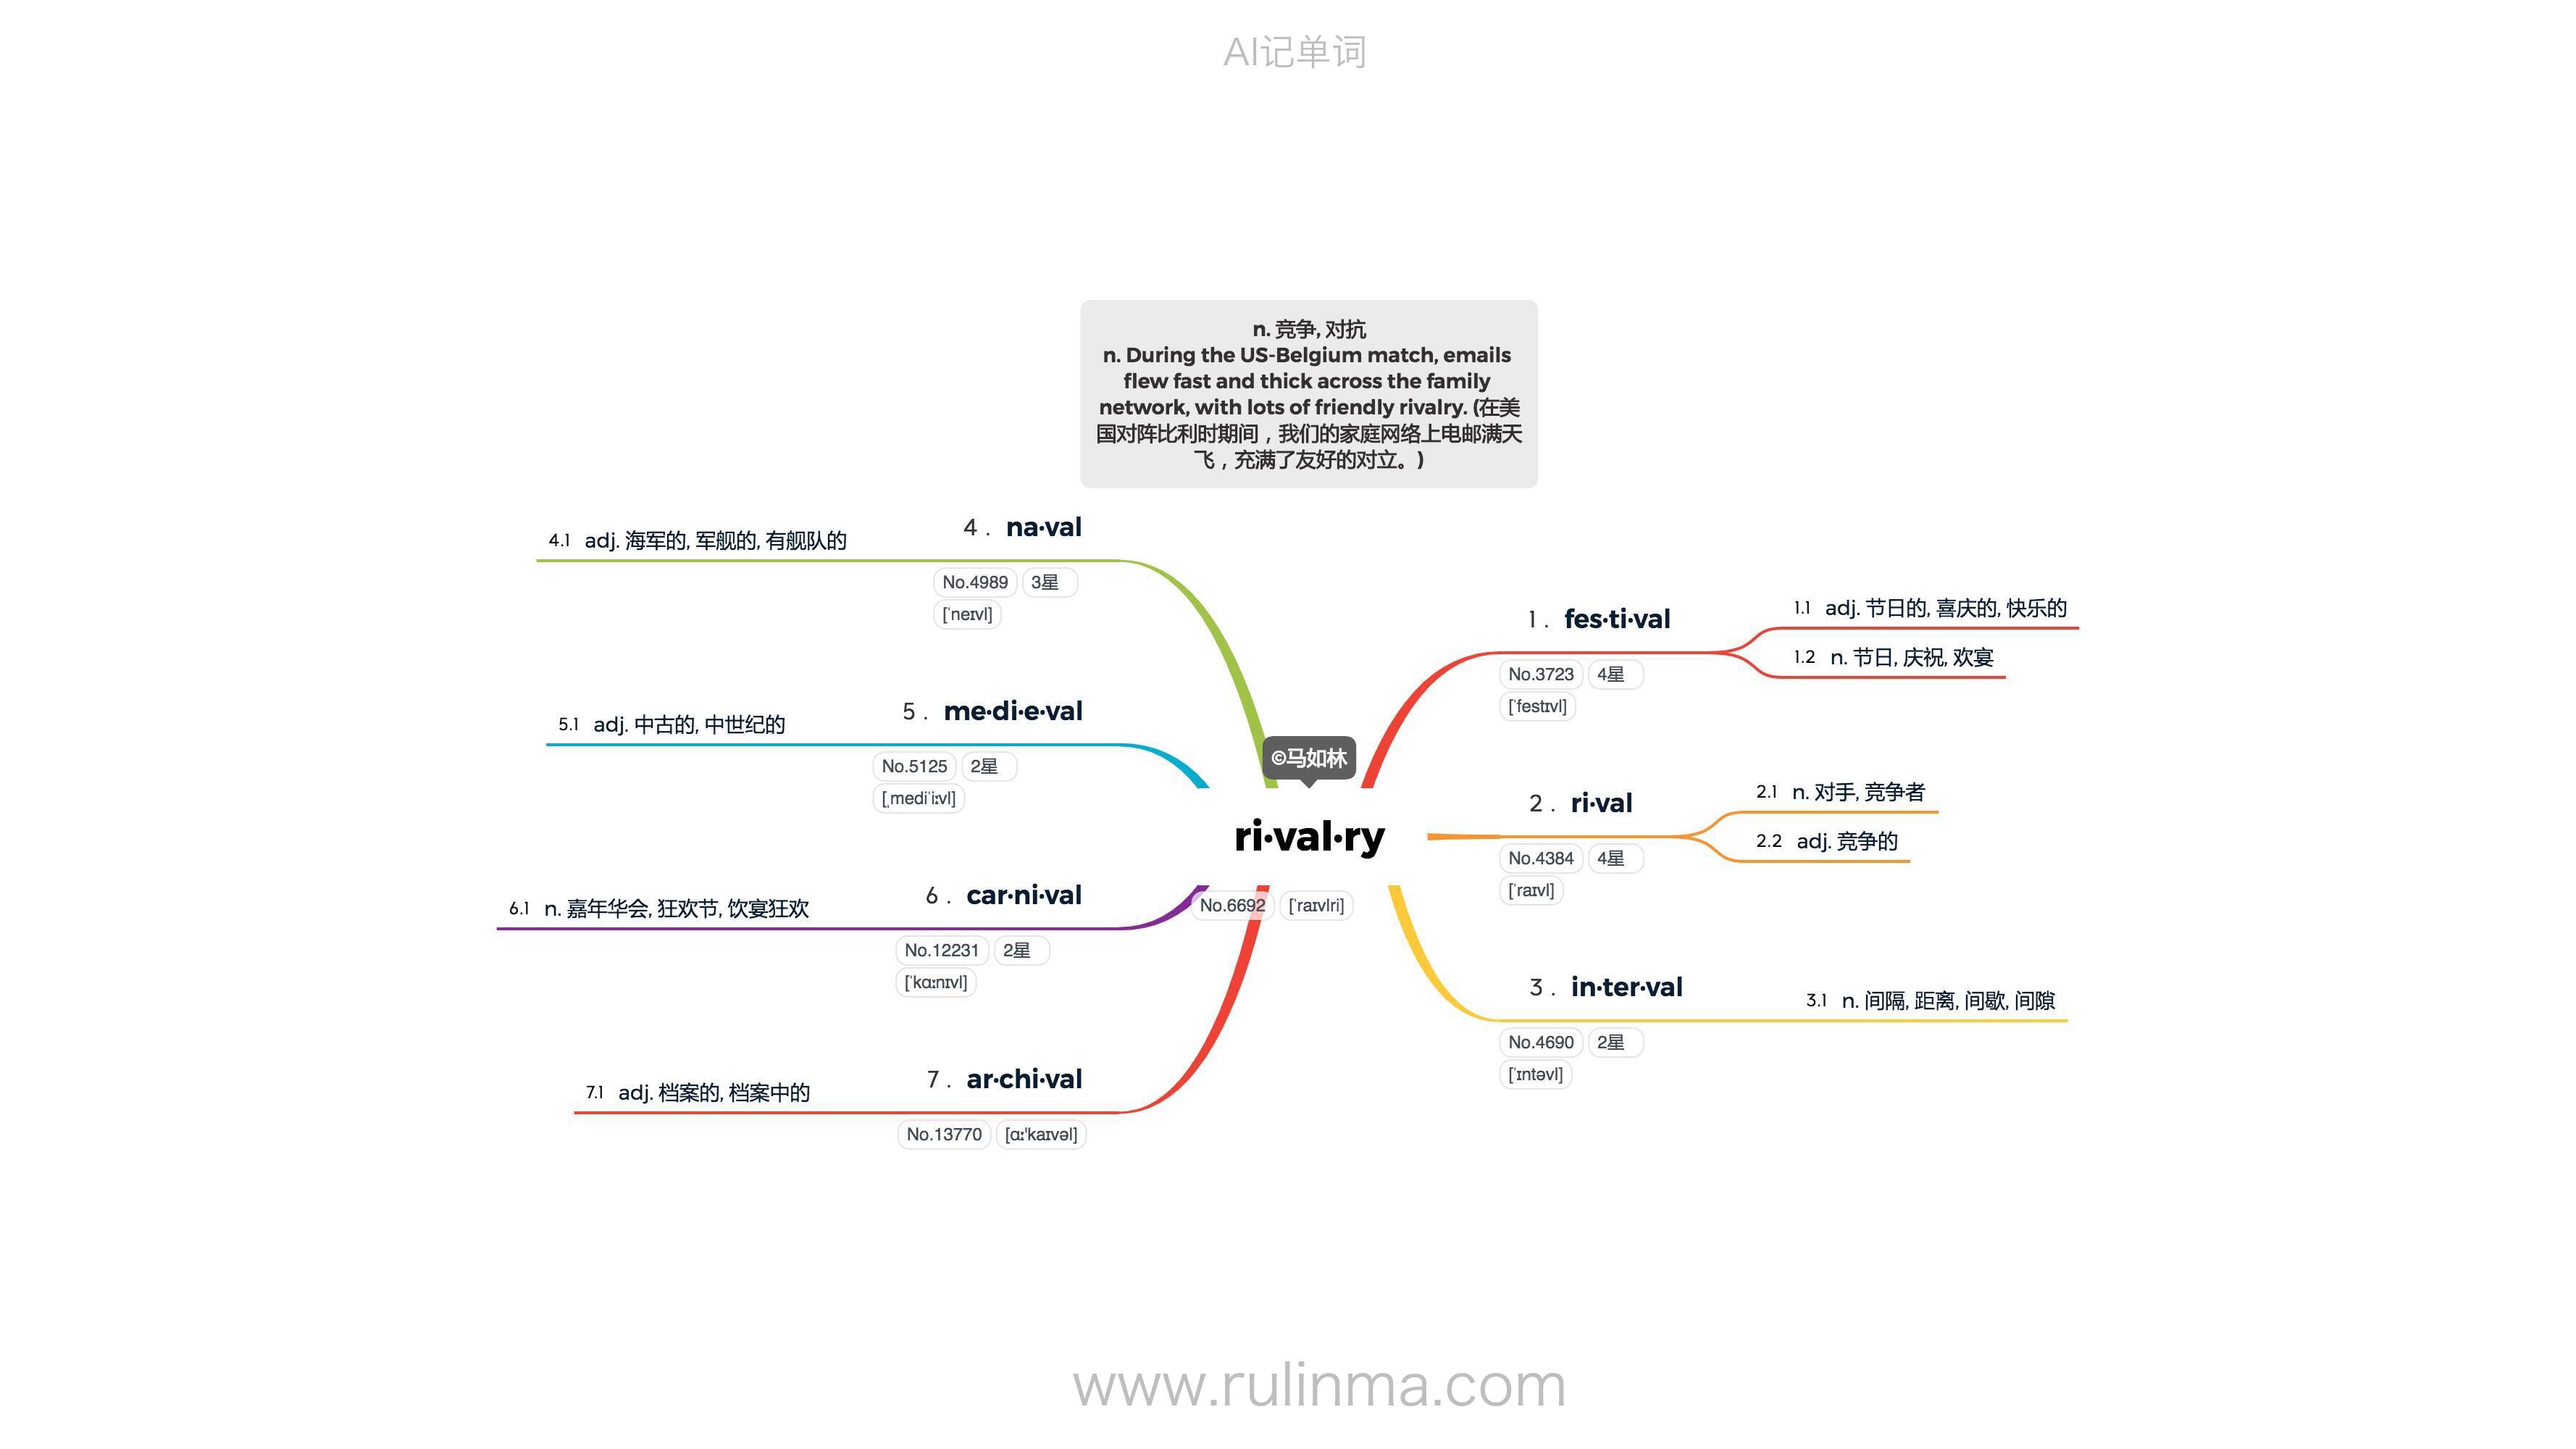 AI记单词
n. 竞争, 对抗
n. During the US-Belgium match, emails
flew fast and thick across the family
network, with lots of friendly rivalry. (在美
国对阵比利时期间，我们的家庭网络上电邮满天
飞，充满了友好的对立。)
©马如林
ri·val·ry
No.6692 [ˈraɪvlri]
1 . fes·ti·val
No.3723 4星
[ˈfestɪvl]
1.1 adj. 节日的, 喜庆的, 快乐的
1.2 n. 节日, 庆祝, 欢宴
2 . ri·val
No.4384 4星
[ˈraɪvl]
2.1 n. 对手, 竞争者
2.2 adj. 竞争的
3 . in·ter·val
No.4690 2星
[ˈɪntəvl]
3.1 n. 间隔, 距离, 间歇, 间隙
4 . na·val
No.4989 3星
[ˈneɪvl]
4.1 adj. 海军的, 军舰的, 有舰队的
5 . me·di·e·val
No.5125 2星
[ˌmediˈiːvl]
5.1 adj. 中古的, 中世纪的
6 . car·ni·val
No.12231 2星
[ˈkɑːnɪvl]
6.1 n. 嘉年华会, 狂欢节, 饮宴狂欢
7 . ar·chi·val
No.13770 [ɑː'kaɪvəl]
7.1 adj. 档案的, 档案中的
www.rulinma.com